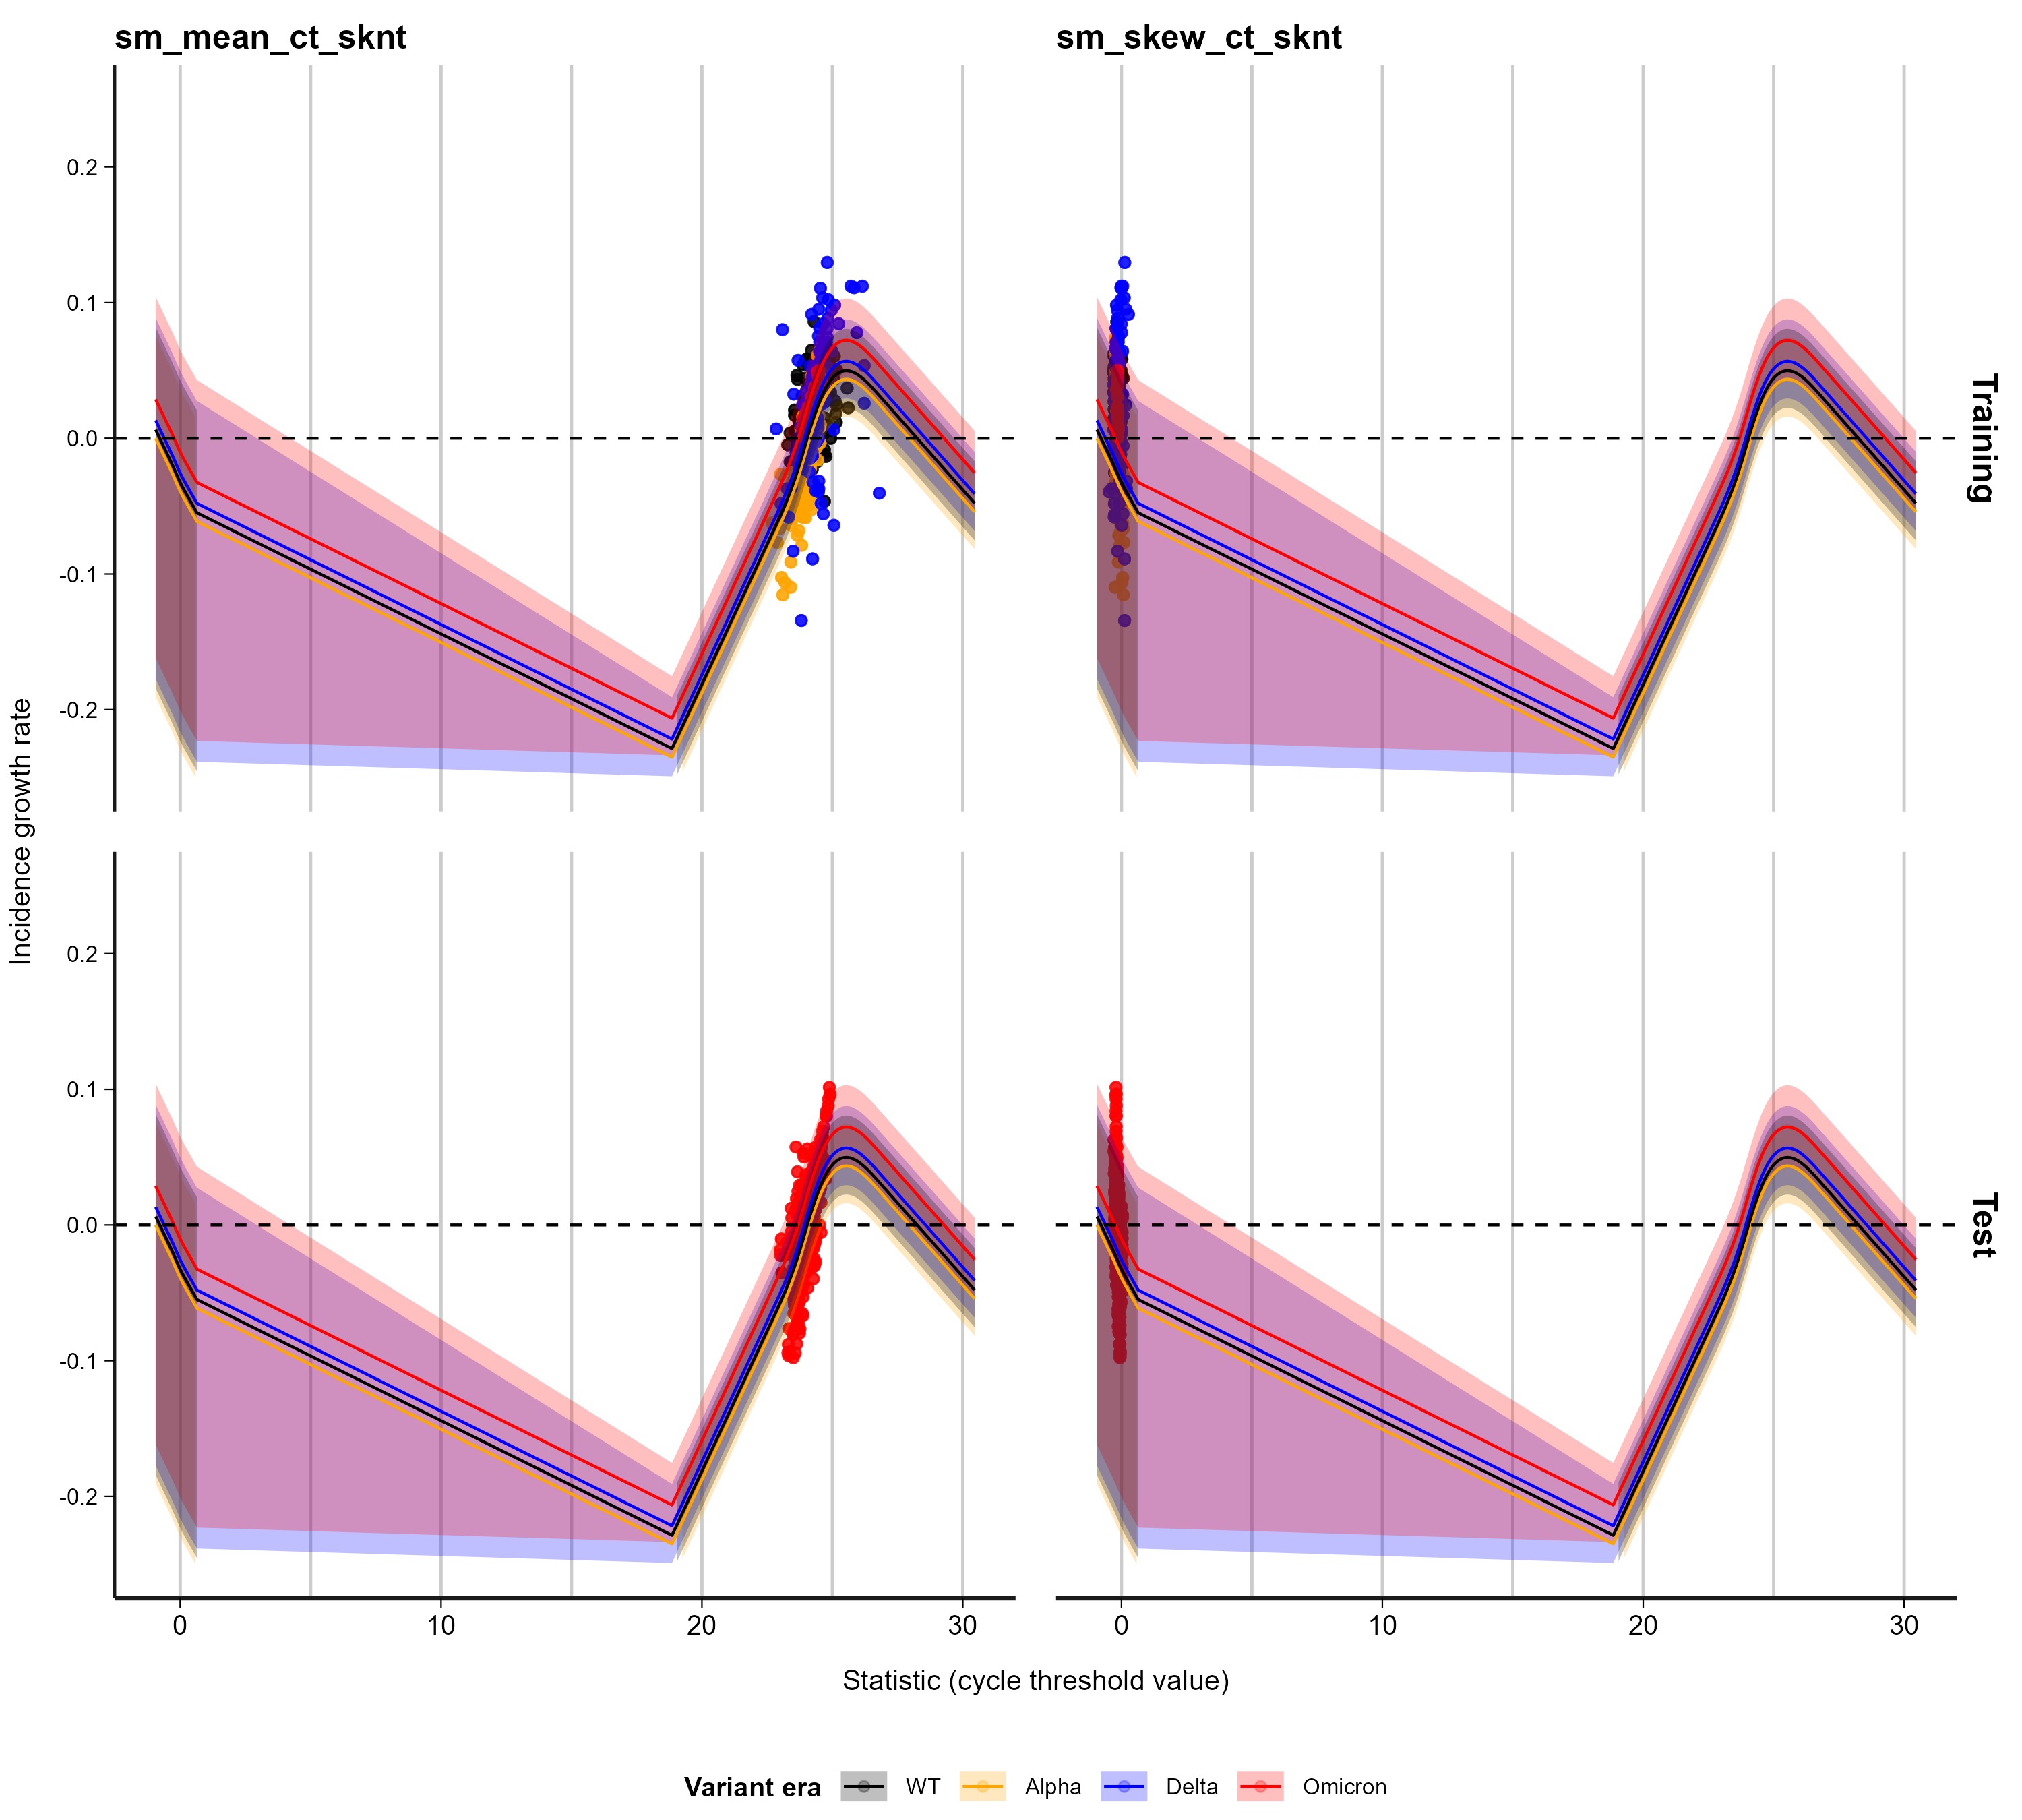 sm_mean_ct_sknt
sm_skew_ct_sknt
0.2
0.1
0.0
-0.1
-0.2
Training
Incidence growth rate
0.2
0.1
0.0
-0.1
-0.2
Test
0 10 20 30
0 10 20 30
Statistic (cycle threshold value)
Variant era WT Alpha Delta Omicron